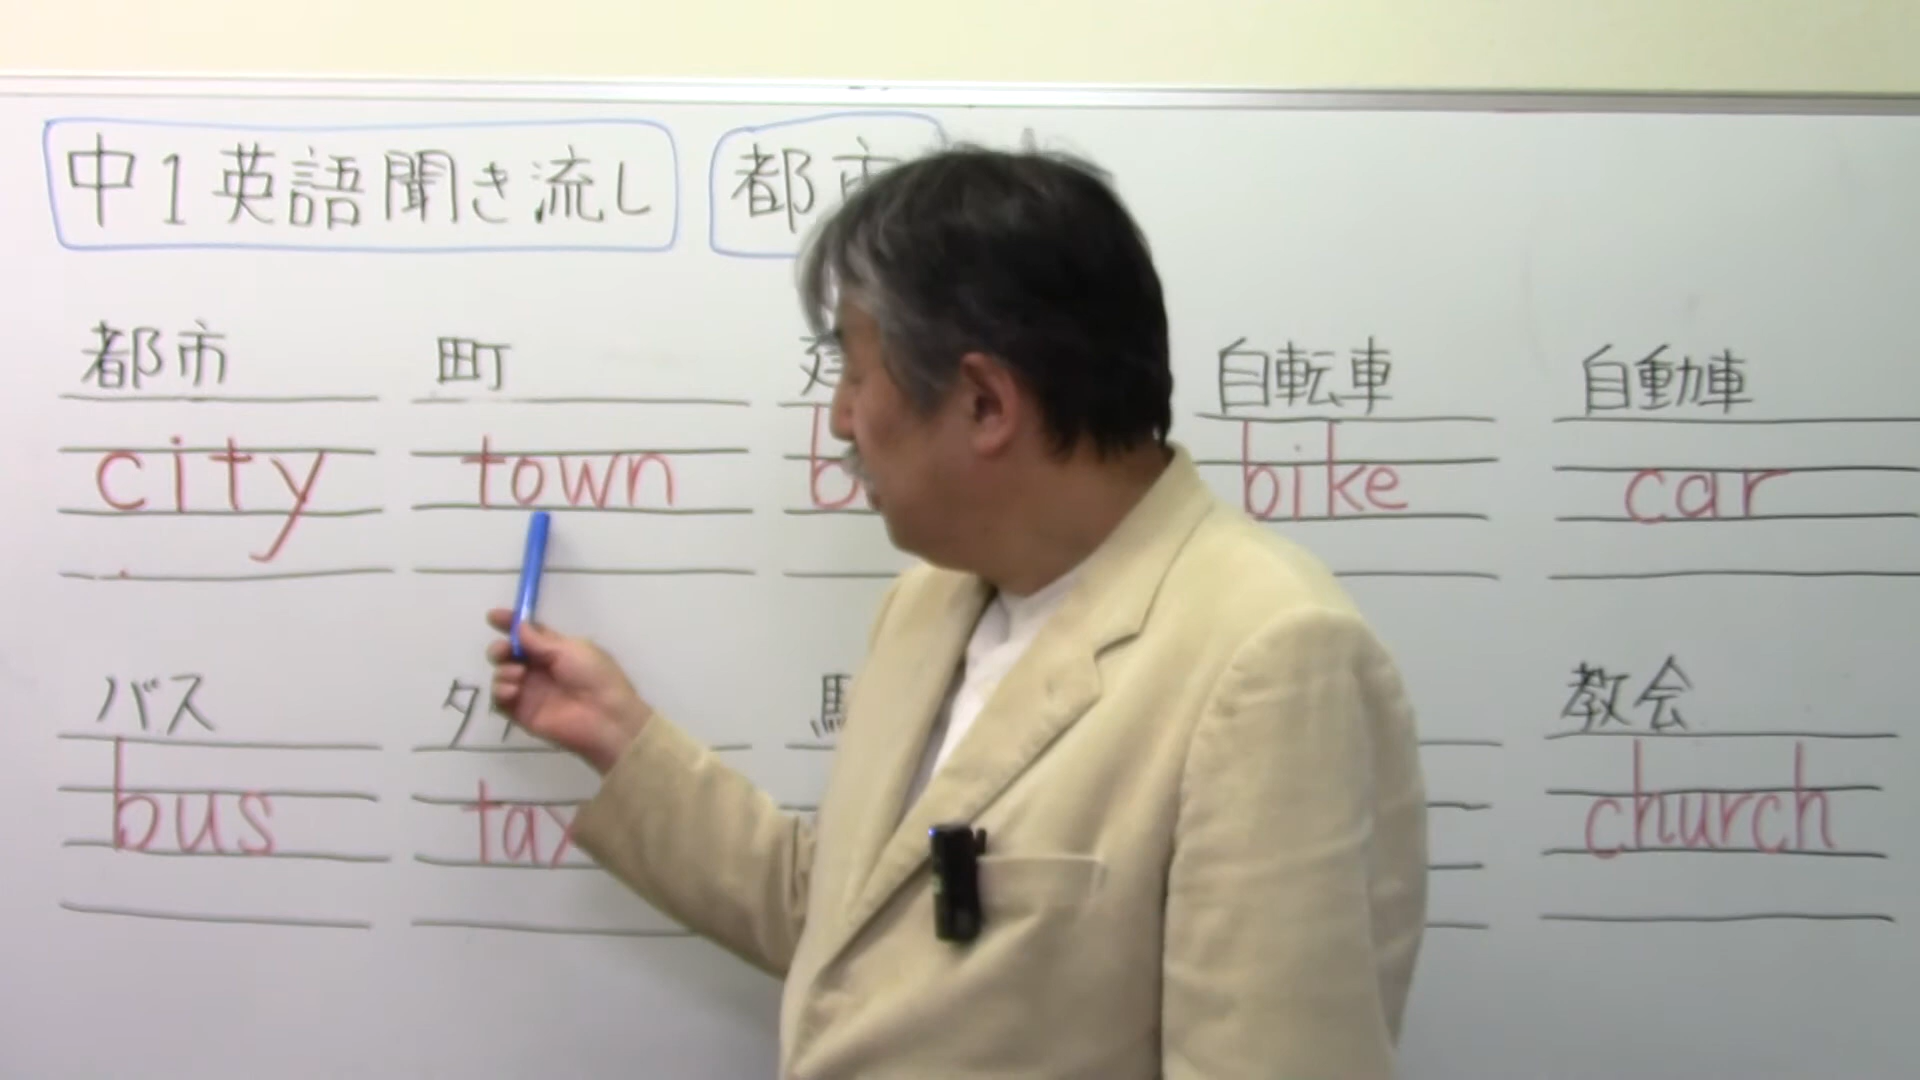 中1英語聞き流し 都市
都市 町 自転車 自動車
city town bike car
バス 教会
bus church